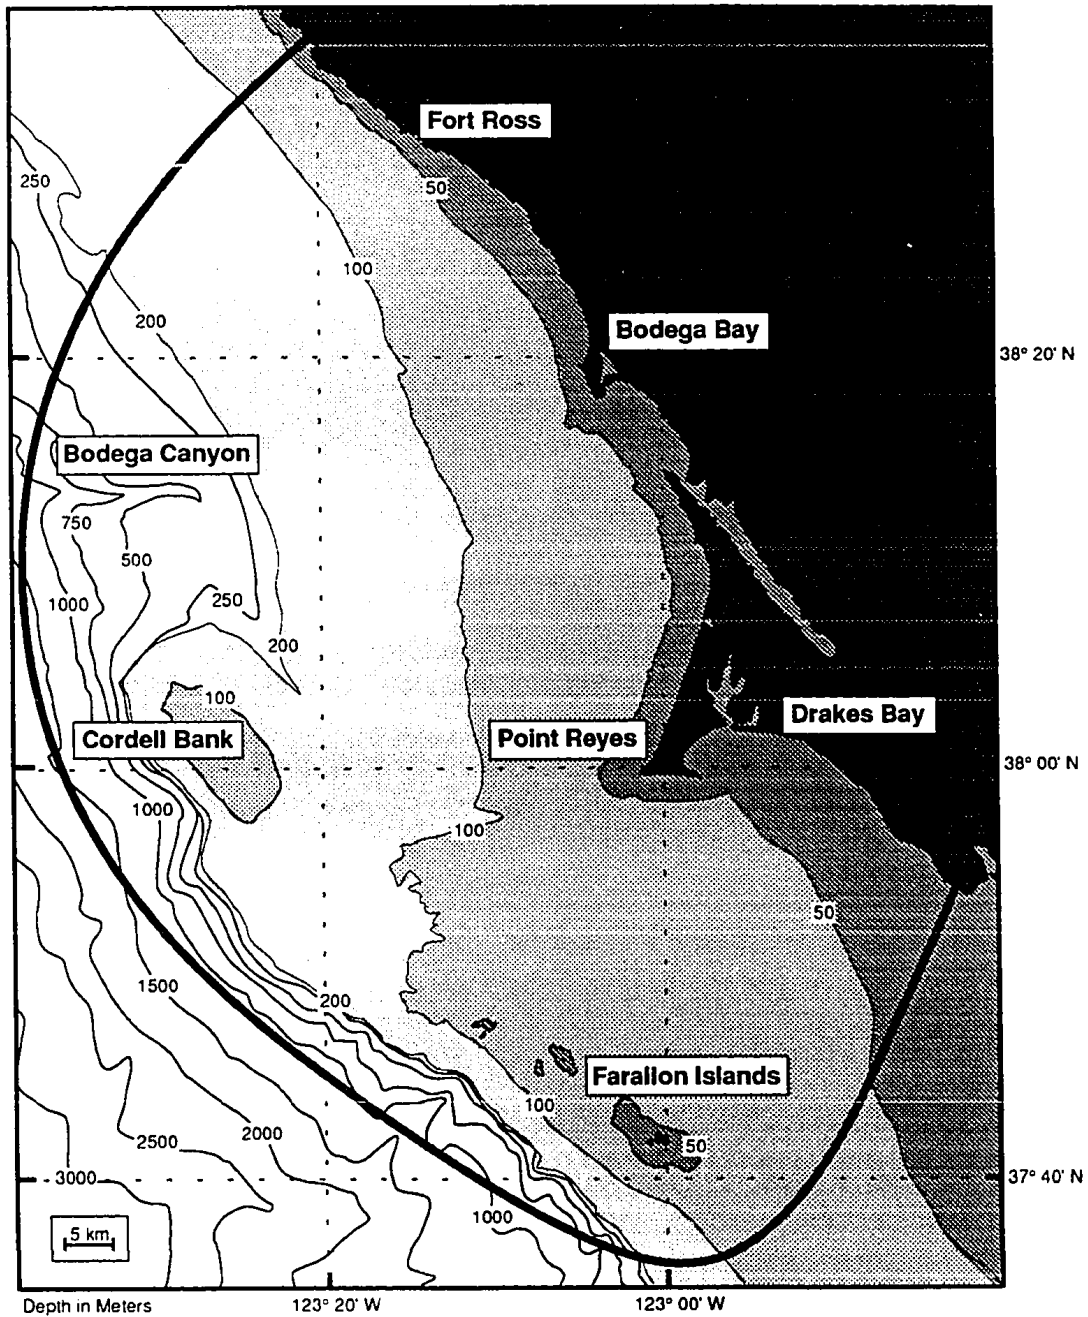 Fort Ross
250
50
100
200
Bodega Bay
38° 20' N
Bodega Canyon
750
500
1000
250
200
100
Cordell Bank
Point Reyes
Drakes Bay
38° 00' N
1000
100
50
1500
200
Farallon Islands
100
50
2500
2000
3000
37° 40' N
1000
5 km
Depth in Meters
123° 20' W
123° 00' W